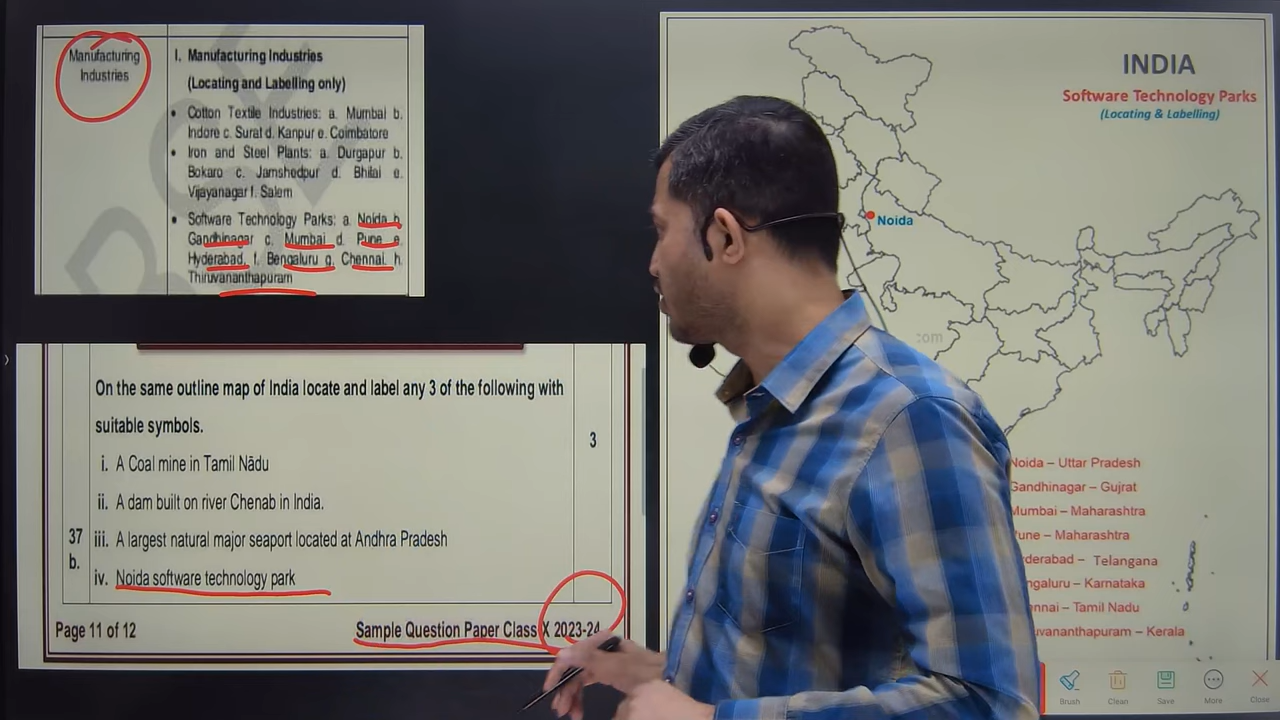 Manufacturing
Industries
I. Manufacturing Industries
(Locating and Labelling only)
• Cotton Textile Industries: a. Mumbai b.
Indore c. Surat d. Kanpur e. Coimbatore
• Iron and Steel Plants: a. Durgapur b.
Bokaro c. Jamshedpur d. Bhilai e.
Vijayanagar f. Salem
• Software Technology Parks: a. Noida b.
Gandhinagar c. Mumbai d. Pune e.
Hyderabad, f. Bengaluru g. Chennai. h.
Thiruvananthapuram
On the same outline map of India locate and label any 3 of the following with
suitable symbols.
3
i. A Coal mine in Tamil Nādu
ii. A dam built on river Chenab in India.
37
b.
iii. A largest natural major seaport located at Andhra Pradesh
iv. Noida software technology park
Page 11 of 12
Sample Question Paper Class X 2023-24
INDIA
Software Technology Parks
(Locating & Labelling)
Noida
:com
Noida – Uttar Pradesh
Gandhinagar – Gujrat
Mumbai – Maharashtra
Pune – Maharashtra
yderabad – Telangana
ngaluru – Karnataka
ennai – Tamil Nadu
uvananthapuram – Kerala
Brush
Clean
Save
More
Close